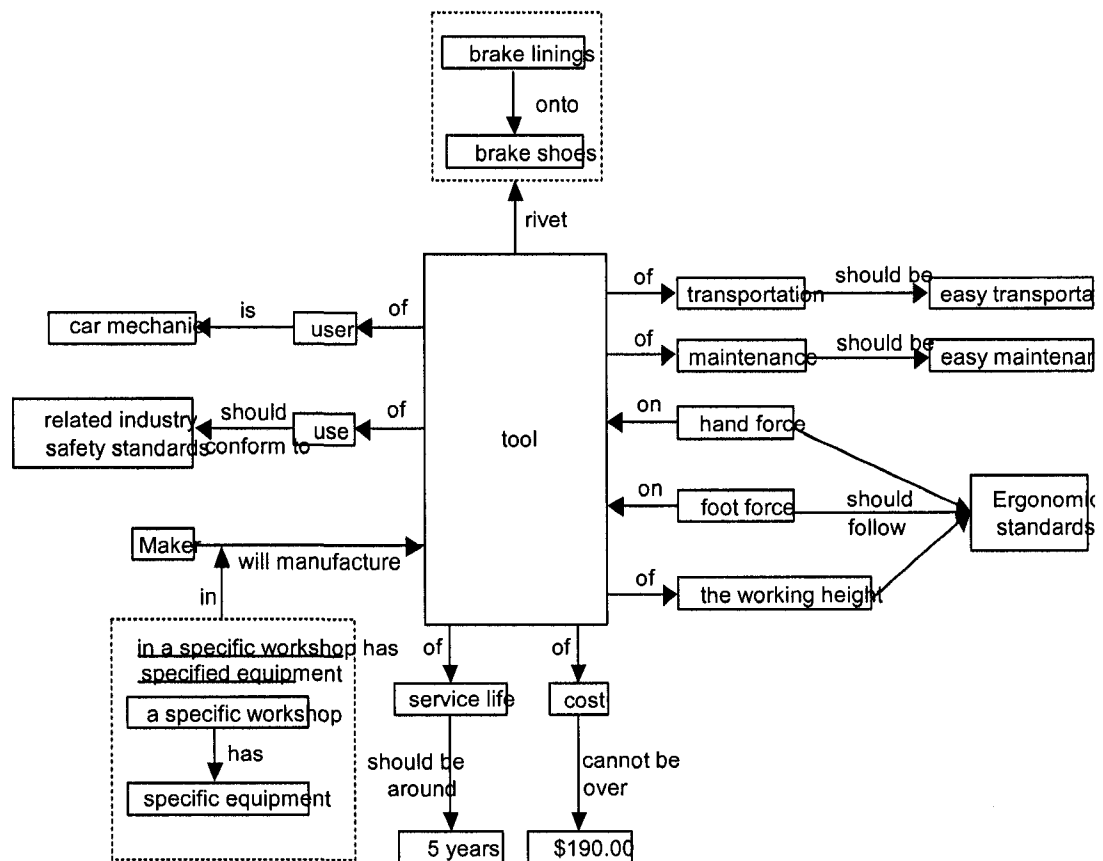 brake linings
onto
brake shoes
rivet
of
transportation
should be
easy transporta
is
user
of
car mechanic
of
maintenance
should be
easy maintenan
related industry
safety standards
should
conform to
use
of
tool
on
hand force
on
foot force
should
follow
Ergonomic
standards
Maker
will manufacture
of
the working height
in
in a specific workshop has
specified equipment
a specific workshop
has
specific equipment
of
service life
should be
around
5 years
of
cost
cannot be
over
$190.00